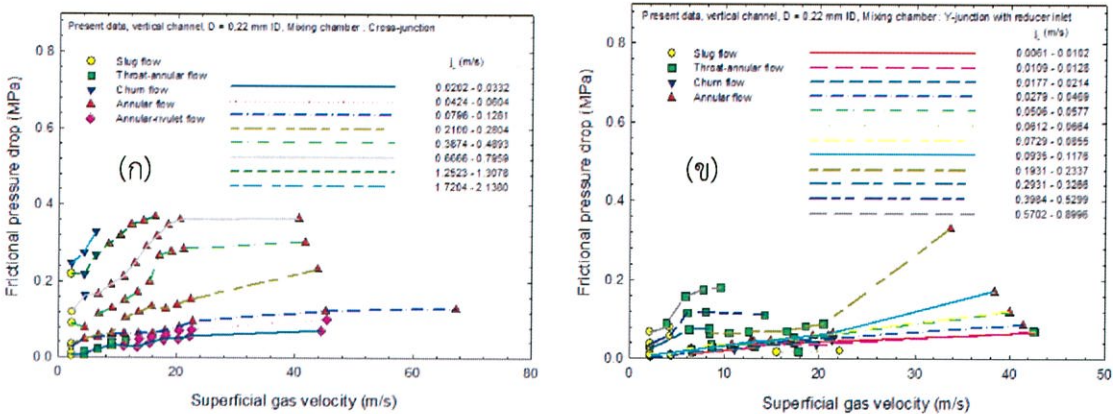 Present data, vertical channel, D = 0.22 mm ID, Mixing chamber : Cross-junction
j (m/s)
Slug flow
Throat-annular flow
Churn flow
Annular flow
Annular-rivulet flow
0.0202 - 0.0332
0.0424 - 0.0604
0.0796 - 0.1261
0.2100 - 0.2804
0.3874 - 0.4893
0.6666 - 0.7959
1.2523 - 1.3078
1.7204 - 2.1360
(ก)
Frictional pressure drop (MPa)
0.8
0.6
0.4
0.2
0.0
0
20
40
60
80
Superficial gas velocity (m/s)
Present data, vertical channel, D = 0.22 mm ID, Mixing chamber : Y-junction with reducer inlet
j (m/s)
Slug flow
Throat-annular flow
Churn flow
Annular flow
0.0061 - 0.0102
0.0109 - 0.0128
0.0177 - 0.0214
0.0279 - 0.0469
0.0506 - 0.0577
0.0612 - 0.0664
0.0729 - 0.0855
0.0935 - 0.1176
0.1931 - 0.2337
0.2931 - 0.3266
0.3984 - 0.5299
0.5702 - 0.8996
(ข)
Frictional pressure drop (MPa)
0.8
0.6
0.4
0.2
0.0
0
10
20
30
40
50
Superficial gas velocity (m/s)